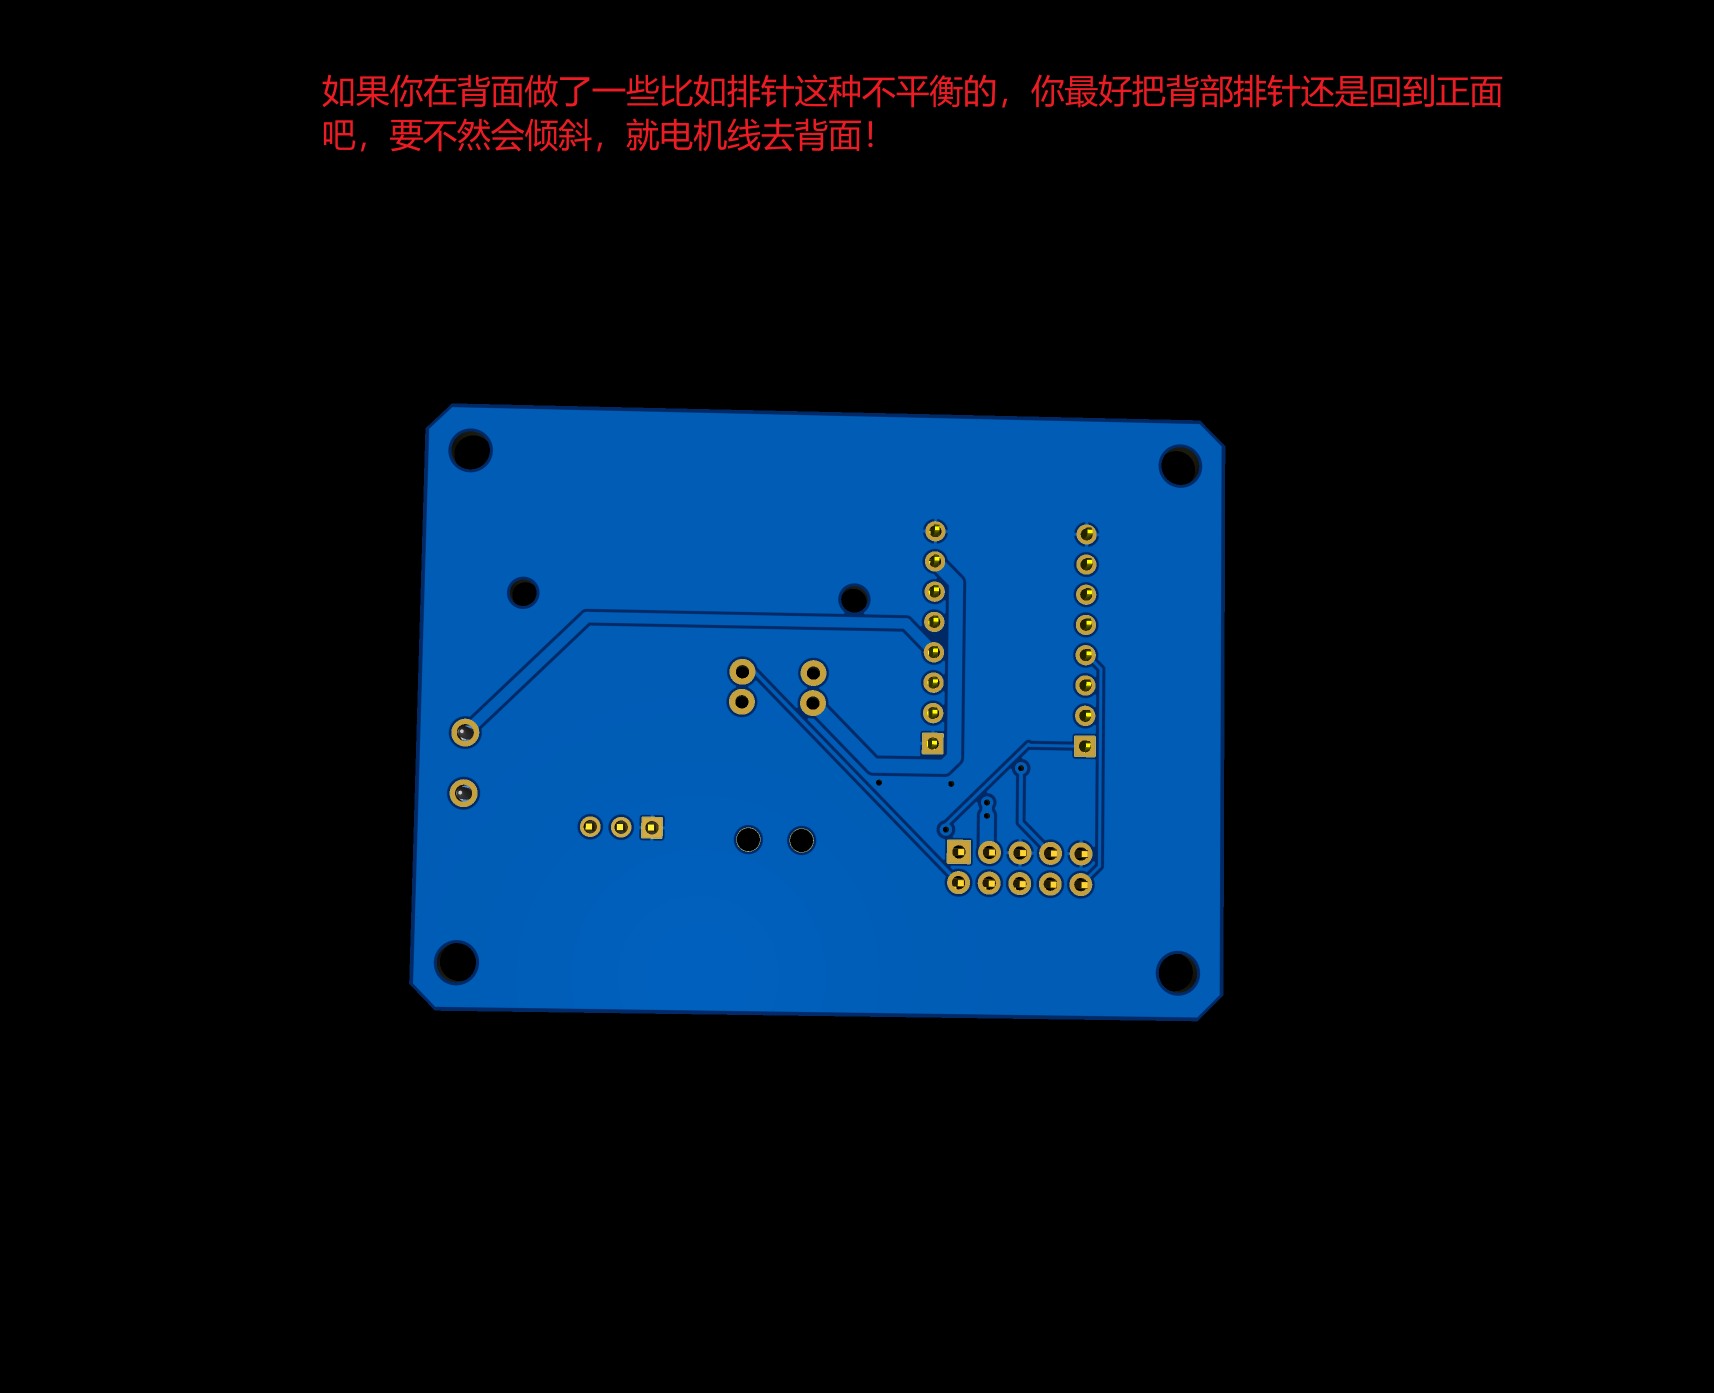 如果你在背面做了一些比如排针这种不平衡的，你最好把背部排针还是回到正面
吧，要不然会倾斜，就电机线去背面！